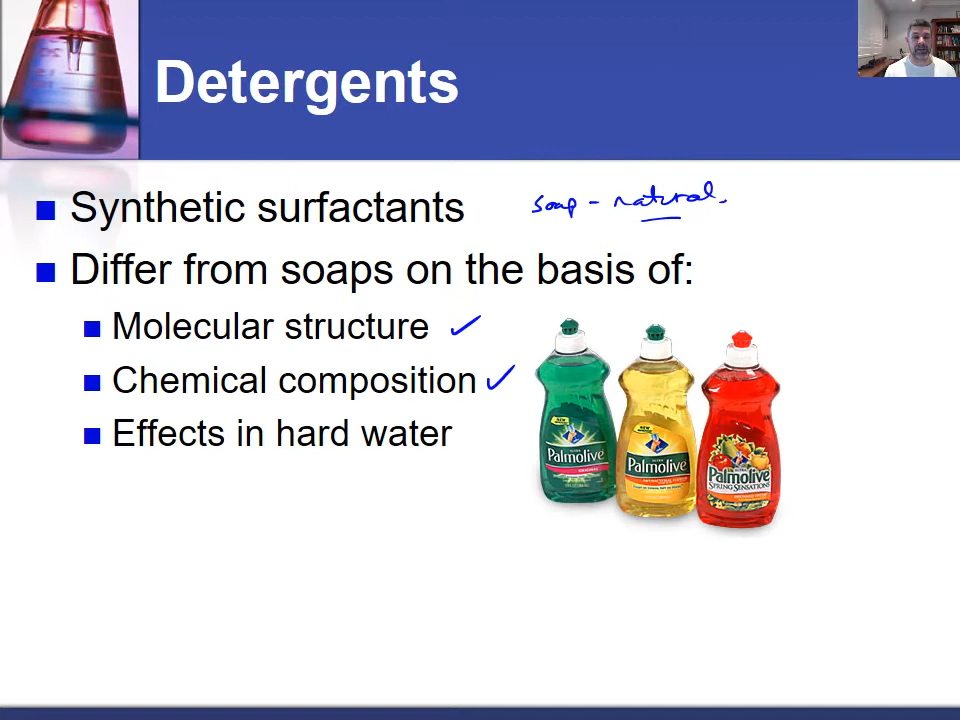 Detergents
Synthetic surfactants
soap - natural.
Differ from soaps on the basis of:
Molecular structure
Chemical composition
Effects in hard water
Palmolive
ORIGINAL
Palmolive
Palmolive
SPRING SENSATIONS